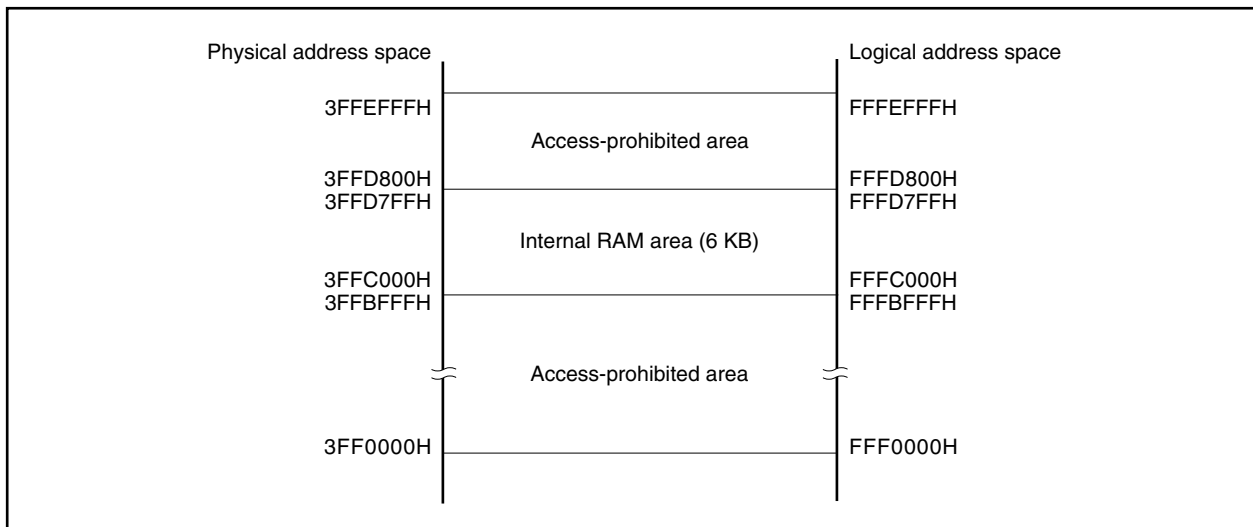 Physical address space
Logical address space
3FFEFFFH
FFFEFFFH
Access-prohibited area
3FFD800H
FFFD800H
3FFD7FFH
FFFD7FFH
Internal RAM area (6 KB)
3FFC000H
FFFC000H
3FFBFFFH
FFFBFFFH
Access-prohibited area
3FF0000H
FFF0000H